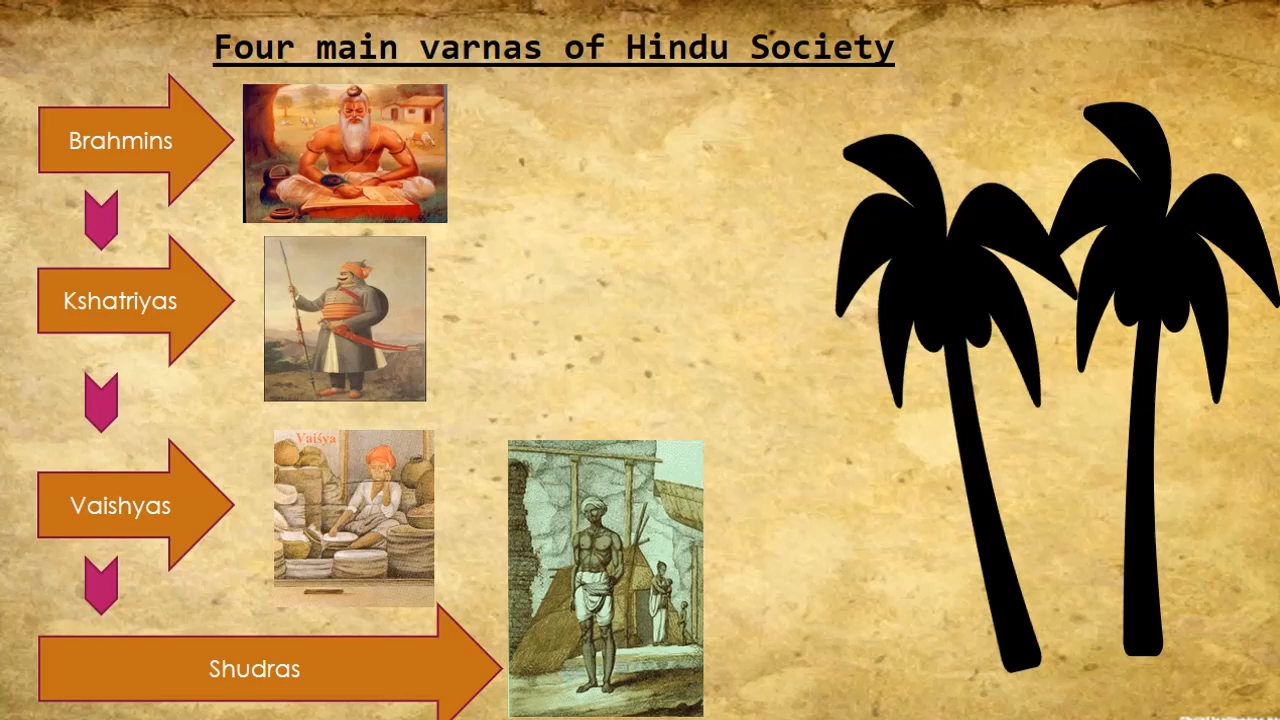 Four main varnas of Hindu Society
Brahmins
Kshatriyas
Vaiśya
Vaishyas
Shudras